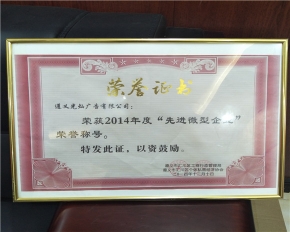 荣誉证书
遵义光灿广告有限公司：
荣获2014年度“先进微型企业”
荣誉称号。
特发此证，以资鼓励。